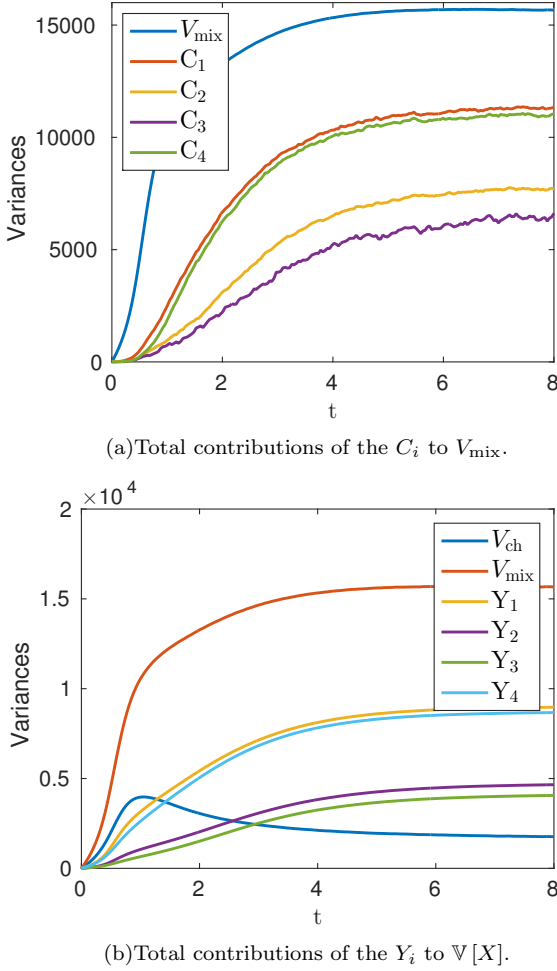 15000
10000
5000
0
Variances
V_mix
C_1
C_2
C_3
C_4
0 2 4 6 8
t
(a)Total contributions of the C_i to V_mix.
×10^4
2
1.5
1
0.5
0
Variances
V_ch
V_mix
Y_1
Y_2
Y_3
Y_4
0 2 4 6 8
t
(b)Total contributions of the Y_i to 𝕍 [X].